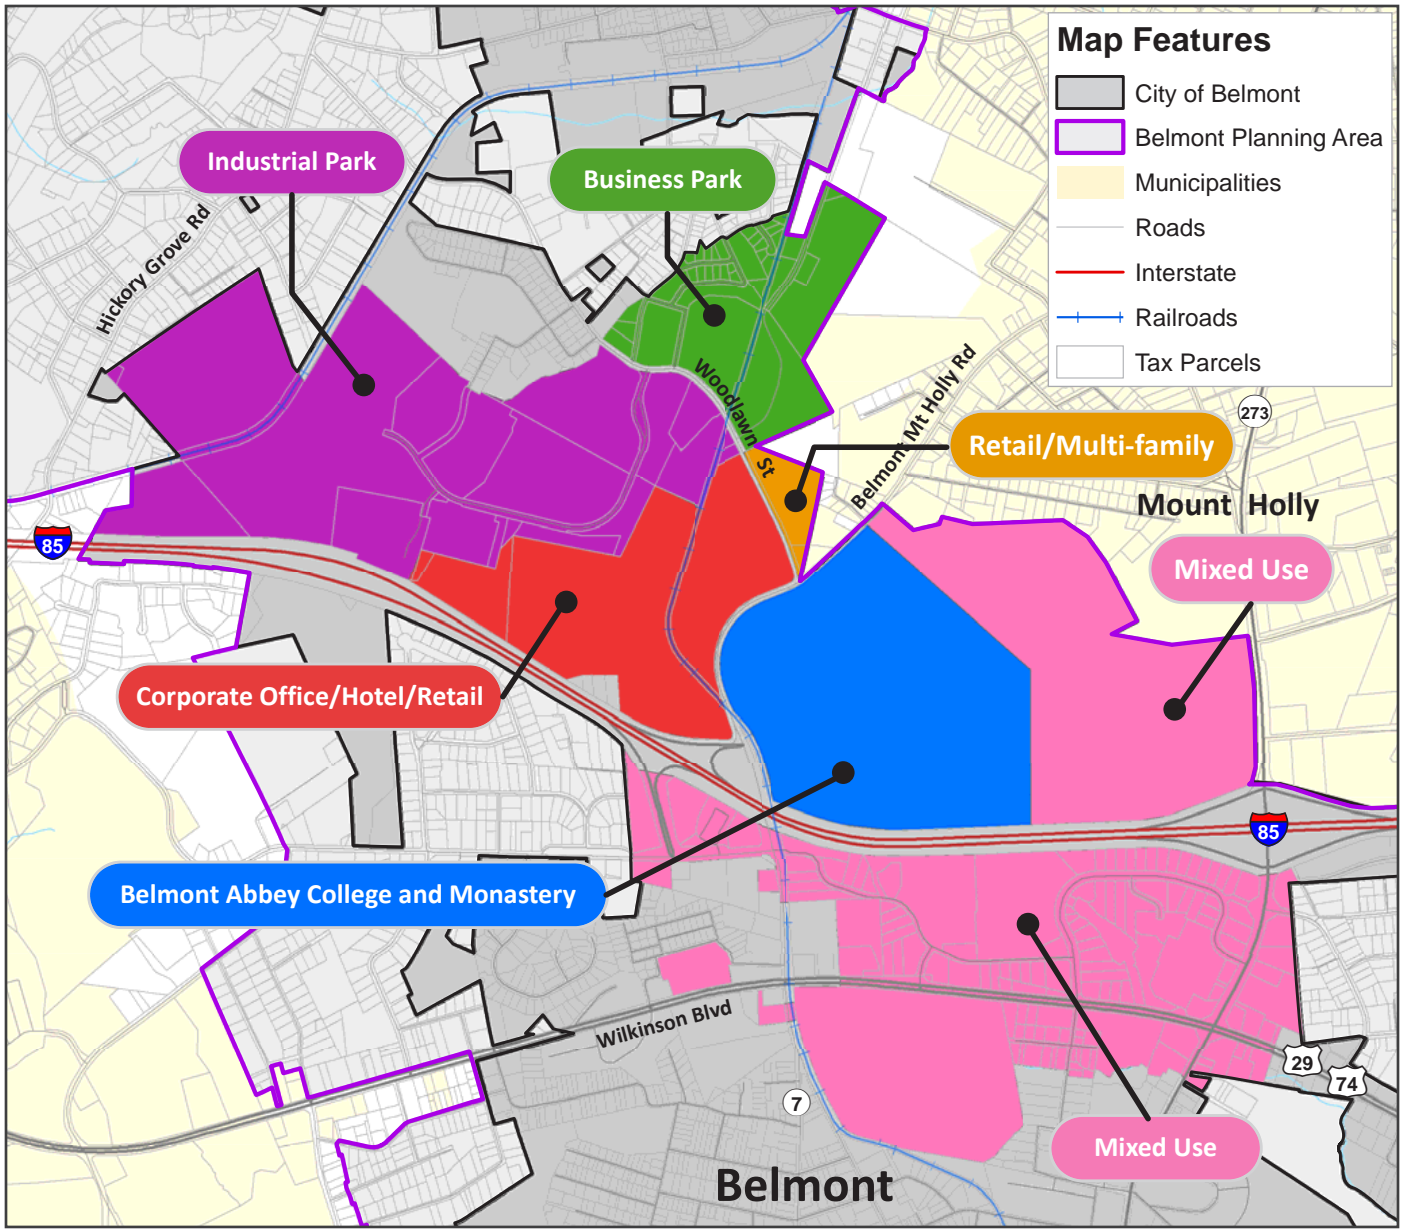 Map Features
City of Belmont
Belmont Planning Area
Municipalities
Roads
Interstate
Railroads
Tax Parcels
Industrial Park
Business Park
Hickory Grove Rd
Woodlawn St
Belmont Mt Holly Rd
273
Retail/Multi-family
Mount Holly
85
Mixed Use
Corporate Office/Hotel/Retail
85
Belmont Abbey College and Monastery
Wilkinson Blvd
29
74
7
Mixed Use
Belmont